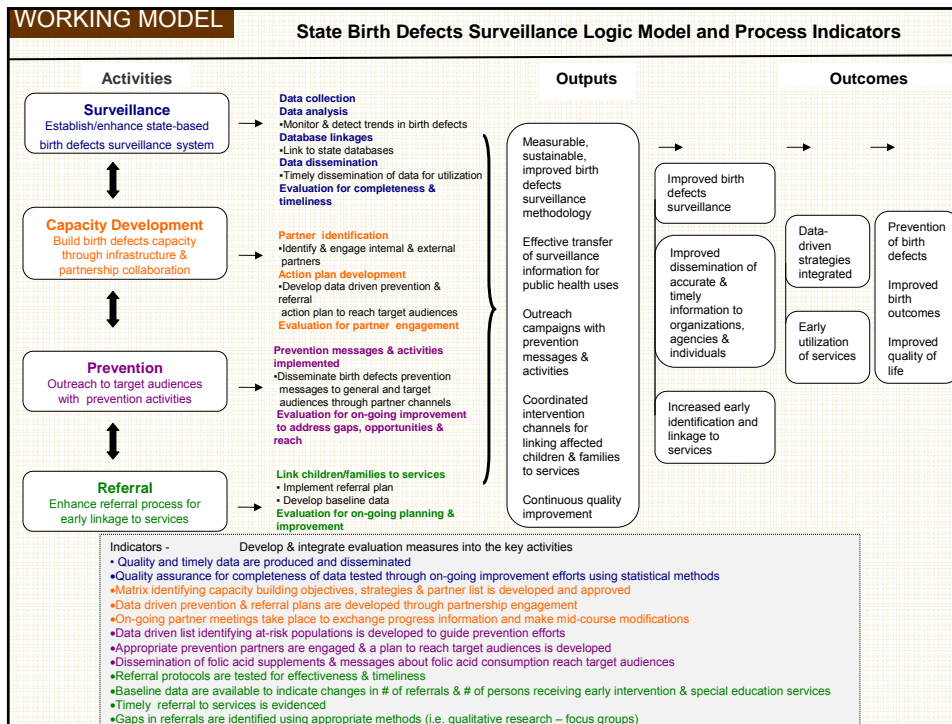 WORKING MODEL
State Birth Defects Surveillance Logic Model and Process Indicators
Activities
Surveillance
Establish/enhance state-based
birth defects surveillance system
Capacity Development
Build birth defects capacity
through infrastructure &
partnership collaboration
Prevention
Outreach to target audiences
with prevention activities
Referral
Enhance referral process for
early linkage to services
Data collection
Data analysis
▪Monitor & detect trends in birth defects
Database linkages
▪Link to state databases
Data dissemination
▪Timely dissemination of data for utilization
Evaluation for completeness &
timeliness
Partner identification
▪Identify & engage internal & external
partners
Action plan development
▪Develop data driven prevention &
referral
action plan to reach target audiences
Evaluation for partner engagement
Prevention messages & activities
implemented
▪Disseminate birth defects prevention
messages to general and target
audiences through partner channels
Evaluation for on-going improvement
to address gaps, opportunities &
reach
Link children/families to services
▪ Implement referral plan
▪ Develop baseline data
Evaluation for on-going planning &
improvement
Outputs
Measurable,
sustainable,
improved birth
defects
surveillance
methodology
Effective transfer
of surveillance
information for
public health uses
Outreach
campaigns with
prevention
messages &
activities
Coordinated
intervention
channels for
linking affected
children & families
to services
Continuous quality
improvement
Outcomes
Improved birth
defects
surveillance
Improved
dissemination of
accurate &
timely
information to
organizations,
agencies &
individuals
Increased early
identification and
linkage to
services
Data-
driven
strategies
integrated
Early
utilization
of services
Prevention
of birth
defects
Improved
birth
outcomes
Improved
quality of
life
Indicators - Develop & integrate evaluation measures into the key activities
• Quality and timely data are produced and disseminated
•Quality assurance for completeness of data tested through on-going improvement efforts using statistical methods
•Matrix identifying capacity building objectives, strategies & partner list is developed and approved
•Data driven prevention & referral plans are developed through partnership engagement
•On-going partner meetings take place to exchange progress information and make mid-course modifications
•Data driven list identifying at-risk populations is developed to guide prevention efforts
•Appropriate prevention partners are engaged & a plan to reach target audiences is developed
•Dissemination of folic acid supplements & messages about folic acid consumption reach target audiences
•Referral protocols are tested for effectiveness & timeliness
•Baseline data are available to indicate changes in # of referrals & # of persons receiving early intervention & special education services
•Timely referral to services is evidenced
•Gaps in referrals are identified using appropriate methods (i.e. qualitative research – focus groups)